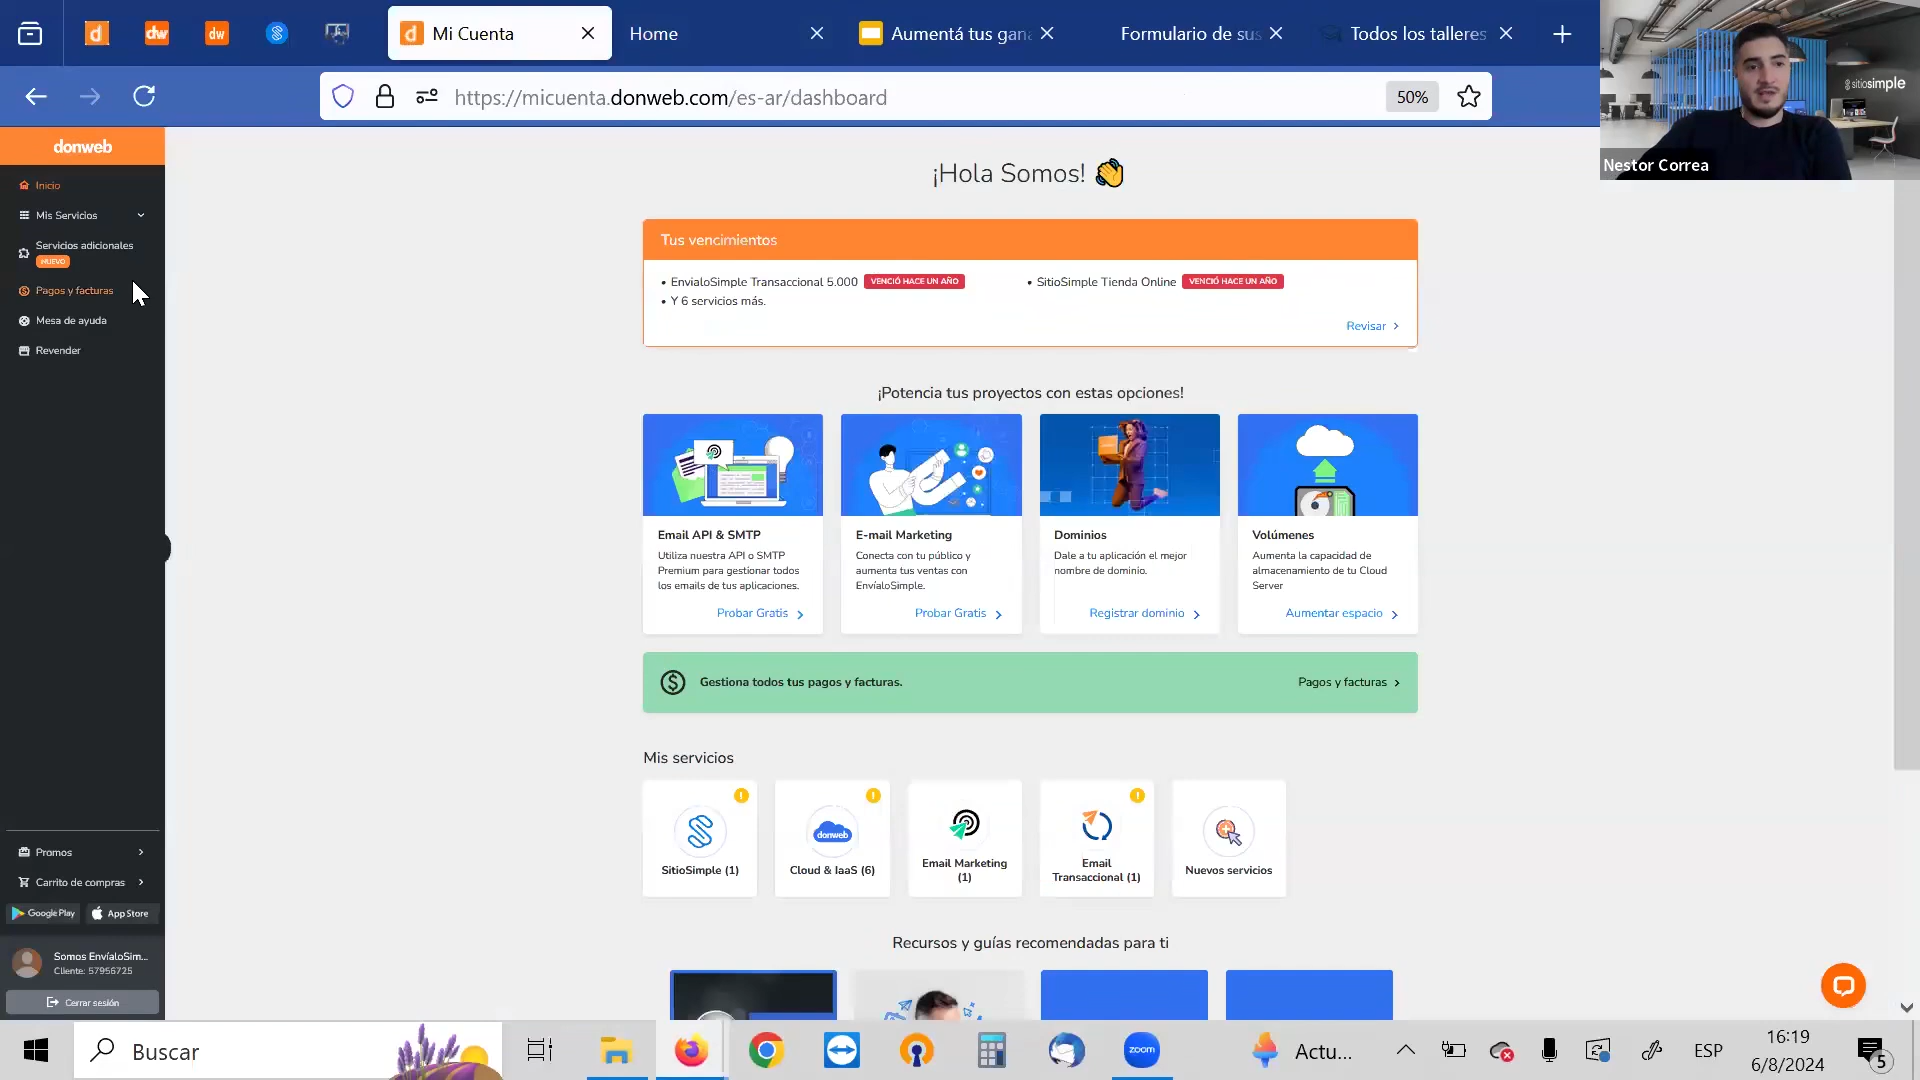 Mi Cuenta
Home
Aumentá tus gana
Formulario de sus
Todos los talleres
https://micuenta.donweb.com/es-ar/dashboard
50%
sitiosimple
Nestor Correa
donweb
Inicio
Mis Servicios
Servicios adicionales
NUEVO
Pagos y facturas
Mesa de ayuda
Revender
¡Hola Somos!
Tus vencimientos
• EnvialoSimple Transaccional 5.000 VENCIÓ HACE UN AÑO
• SitioSimple Tienda Online VENCIÓ HACE UN AÑO
• Y 6 servicios más.
Revisar
¡Potencia tus proyectos con estas opciones!
Email API & SMTP
Utiliza nuestra API o SMTP
Premium para gestionar todos
los emails de tus aplicaciones.
Probar Gratis
E-mail Marketing
Conecta con tu público y
aumenta tus ventas con
EnvíaloSimple.
Probar Gratis
Dominios
Dale a tu aplicación el mejor
nombre de dominio.
Registrar dominio
Volúmenes
Aumenta la capacidad de
almacenamiento de tu Cloud
Server
Aumentar espacio
Gestiona todos tus pagos y facturas.
Pagos y facturas
Mis servicios
SitioSimple (1)
donweb
Cloud & IaaS (6)
Email Marketing
(1)
Email
Transaccional (1)
Nuevos servicios
Recursos y guías recomendadas para ti
Promos
Carrito de compras
Google Play
App Store
Somos EnvíaloSim...
Cliente: 57956725
Cerrar sesión
Buscar
zoom
Actu...
ESP
16:19
6/8/2024
5